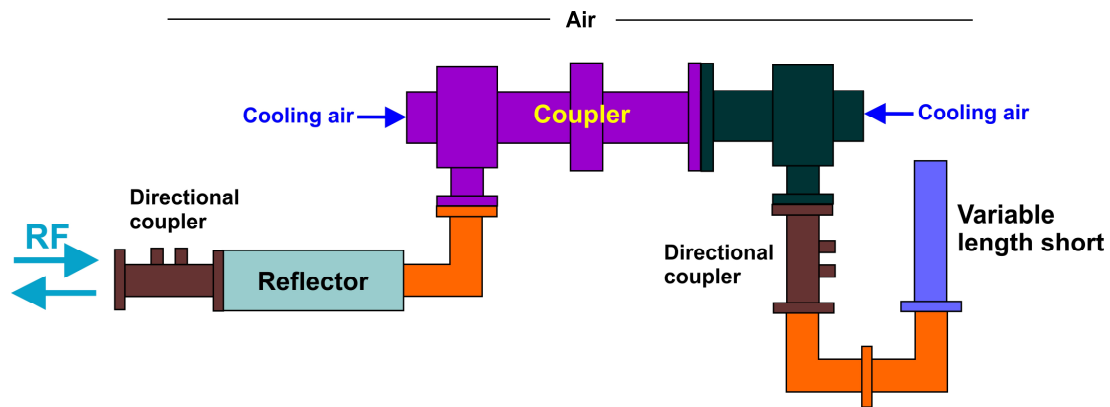 Air
Cooling air
Coupler
Cooling air
Directional
coupler
RF
Reflector
Directional
coupler
Variable
length short